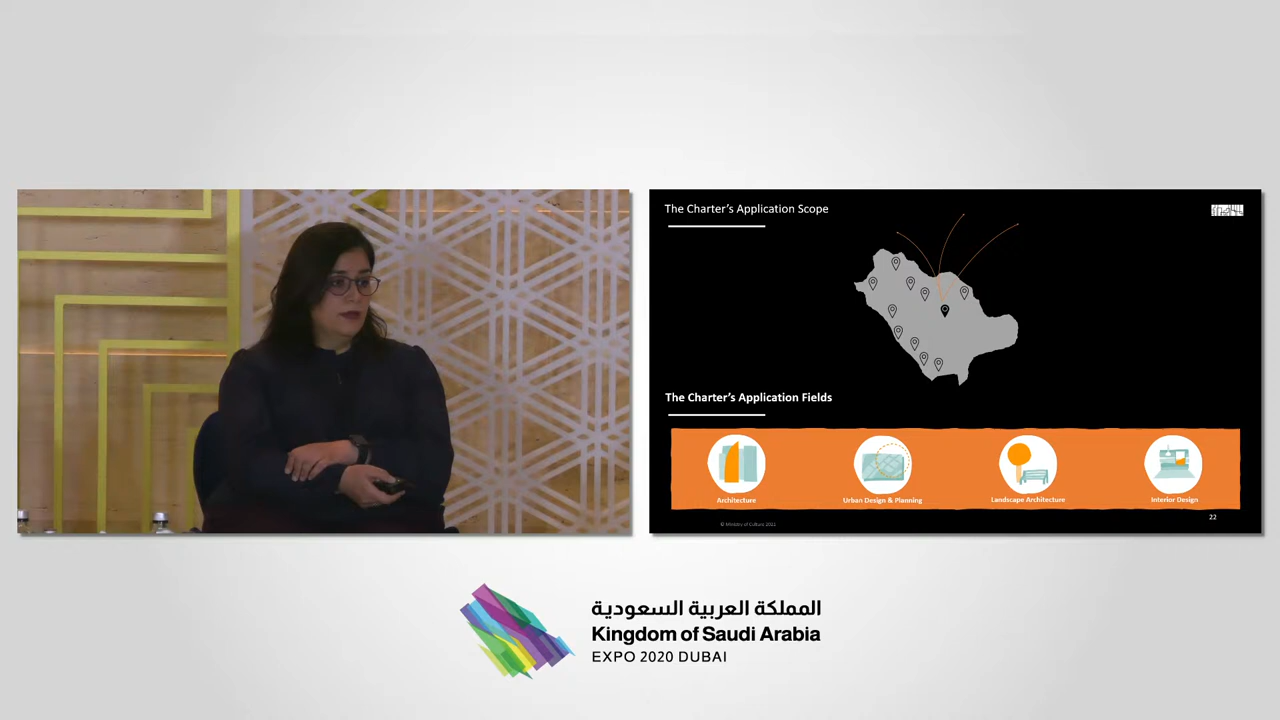 The Charter's Application Scope
The Charter's Application Fields
Architecture
Urban Design & Planning
Landscape Architecture
Interior Design
© Ministry of Culture 2021
22
المملكة العربية السعودية
Kingdom of Saudi Arabia
EXPO 2020 DUBAI